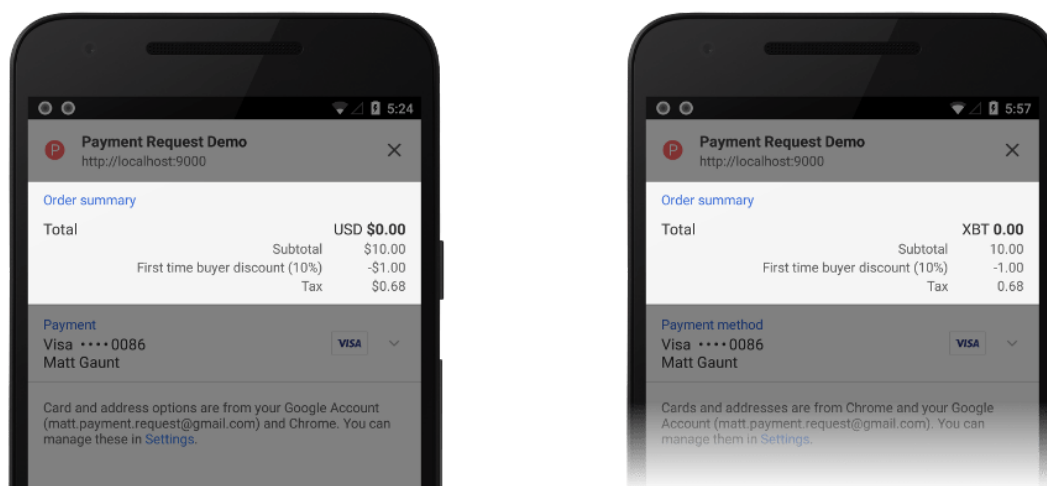 5:24
P
Payment Request Demo
http://localhost:9000
Order summary
Total USD $0.00
Subtotal $10.00
First time buyer discount (10%) -$1.00
Tax $0.68
Payment
Visa ••••0086
VISA
Matt Gaunt
Card and address options are from your Google Account
(matt.payment.request@gmail.com) and Chrome. You can
manage these in Settings.
5:57
P
Payment Request Demo
http://localhost:9000
Order summary
Total XBT 0.00
Subtotal 10.00
First time buyer discount (10%) -1.00
Tax 0.68
Payment method
Visa ••••0086
VISA
Matt Gaunt
Cards and addresses are from Chrome and your Google
Account (matt.payment.request@gmail.com). You can
manage them in Settings.